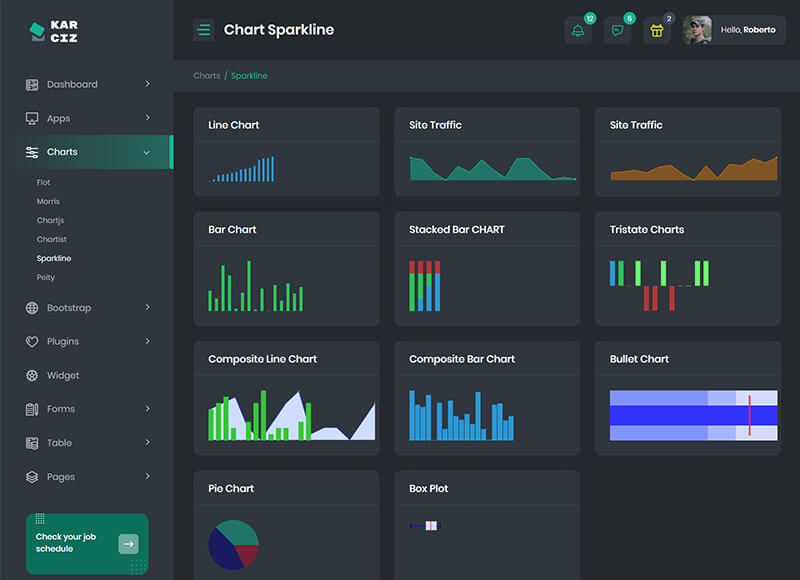 KAR
CIZ
Chart Sparkline
12
5
2
Hello, Roberto
Charts / Sparkline
Dashboard
Apps
Charts
Flot
Morris
Chartjs
Chartist
Sparkline
Peity
Bootstrap
Plugins
Widget
Forms
Table
Pages
Check your job
schedule
Line Chart
Site Traffic
Site Traffic
Bar Chart
Stacked Bar CHART
Tristate Charts
Composite Line Chart
Composite Bar Chart
Bullet Chart
Pie Chart
Box Plot